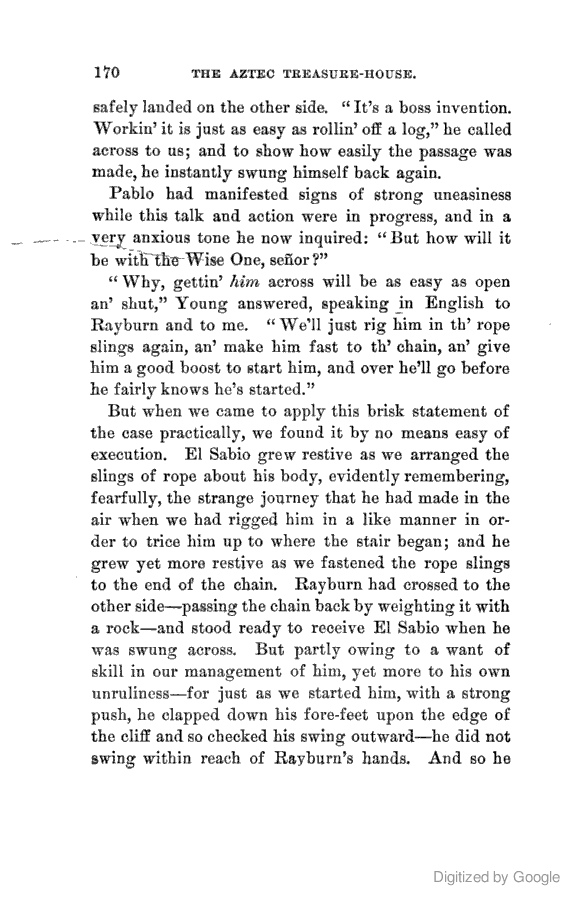 170 THE AZTEC TREASURE-HOUSE.
safely landed on the other side. “It's a boss invention.
Workin' it is just as easy as rollin' off a log,” he called
across to us; and to show how easily the passage was
made, he instantly swung himself back again.
Pablo had manifested signs of strong uneasiness
while this talk and action were in progress, and in a
very anxious tone he now inquired: “But how will it
be with the Wise One, señor?”
“Why, gettin' him across will be as easy as open
an' shut,” Young answered, speaking in English to
Rayburn and to me. “We'll just rig him in th' rope
slings again, an' make him fast to th' chain, an' give
him a good boost to start him, and over he'll go before
he fairly knows he's started.”
But when we came to apply this brisk statement of
the case practically, we found it by no means easy of
execution. El Sabio grew restive as we arranged the
slings of rope about his body, evidently remembering,
fearfully, the strange journey that he had made in the
air when we had rigged him in a like manner in or-
der to trice him up to where the stair began; and he
grew yet more restive as we fastened the rope slings
to the end of the chain. Rayburn had crossed to the
other side—passing the chain back by weighting it with
a rock—and stood ready to receive El Sabio when he
was swung across. But partly owing to a want of
skill in our management of him, yet more to his own
unruliness—for just as we started him, with a strong
push, he clapped down his fore-feet upon the edge of
the cliff and so checked his swing outward—he did not
swing within reach of Rayburn's hands. And so he
Digitized by Google